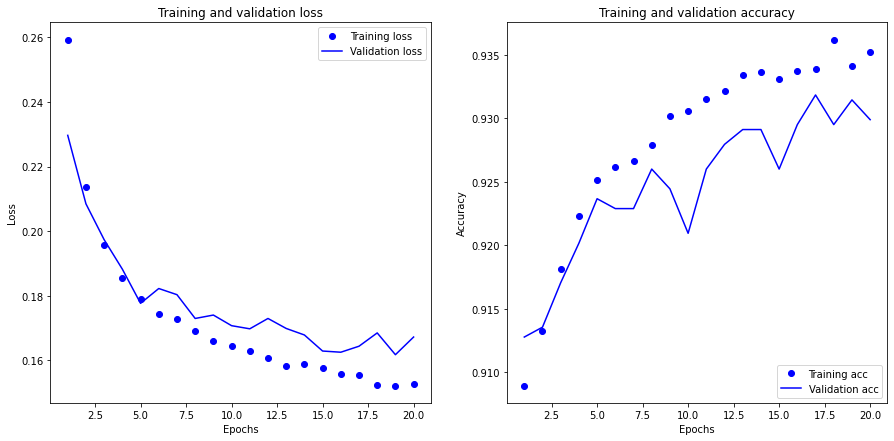 Training and validation loss
0.26
0.24
0.22
0.20
0.18
0.16
Loss
Training loss
Validation loss
2.5 5.0 7.5 10.0 12.5 15.0 17.5 20.0
Epochs
Training and validation accuracy
0.935
0.930
0.925
0.920
0.915
0.910
Accuracy
Training acc
Validation acc
2.5 5.0 7.5 10.0 12.5 15.0 17.5 20.0
Epochs